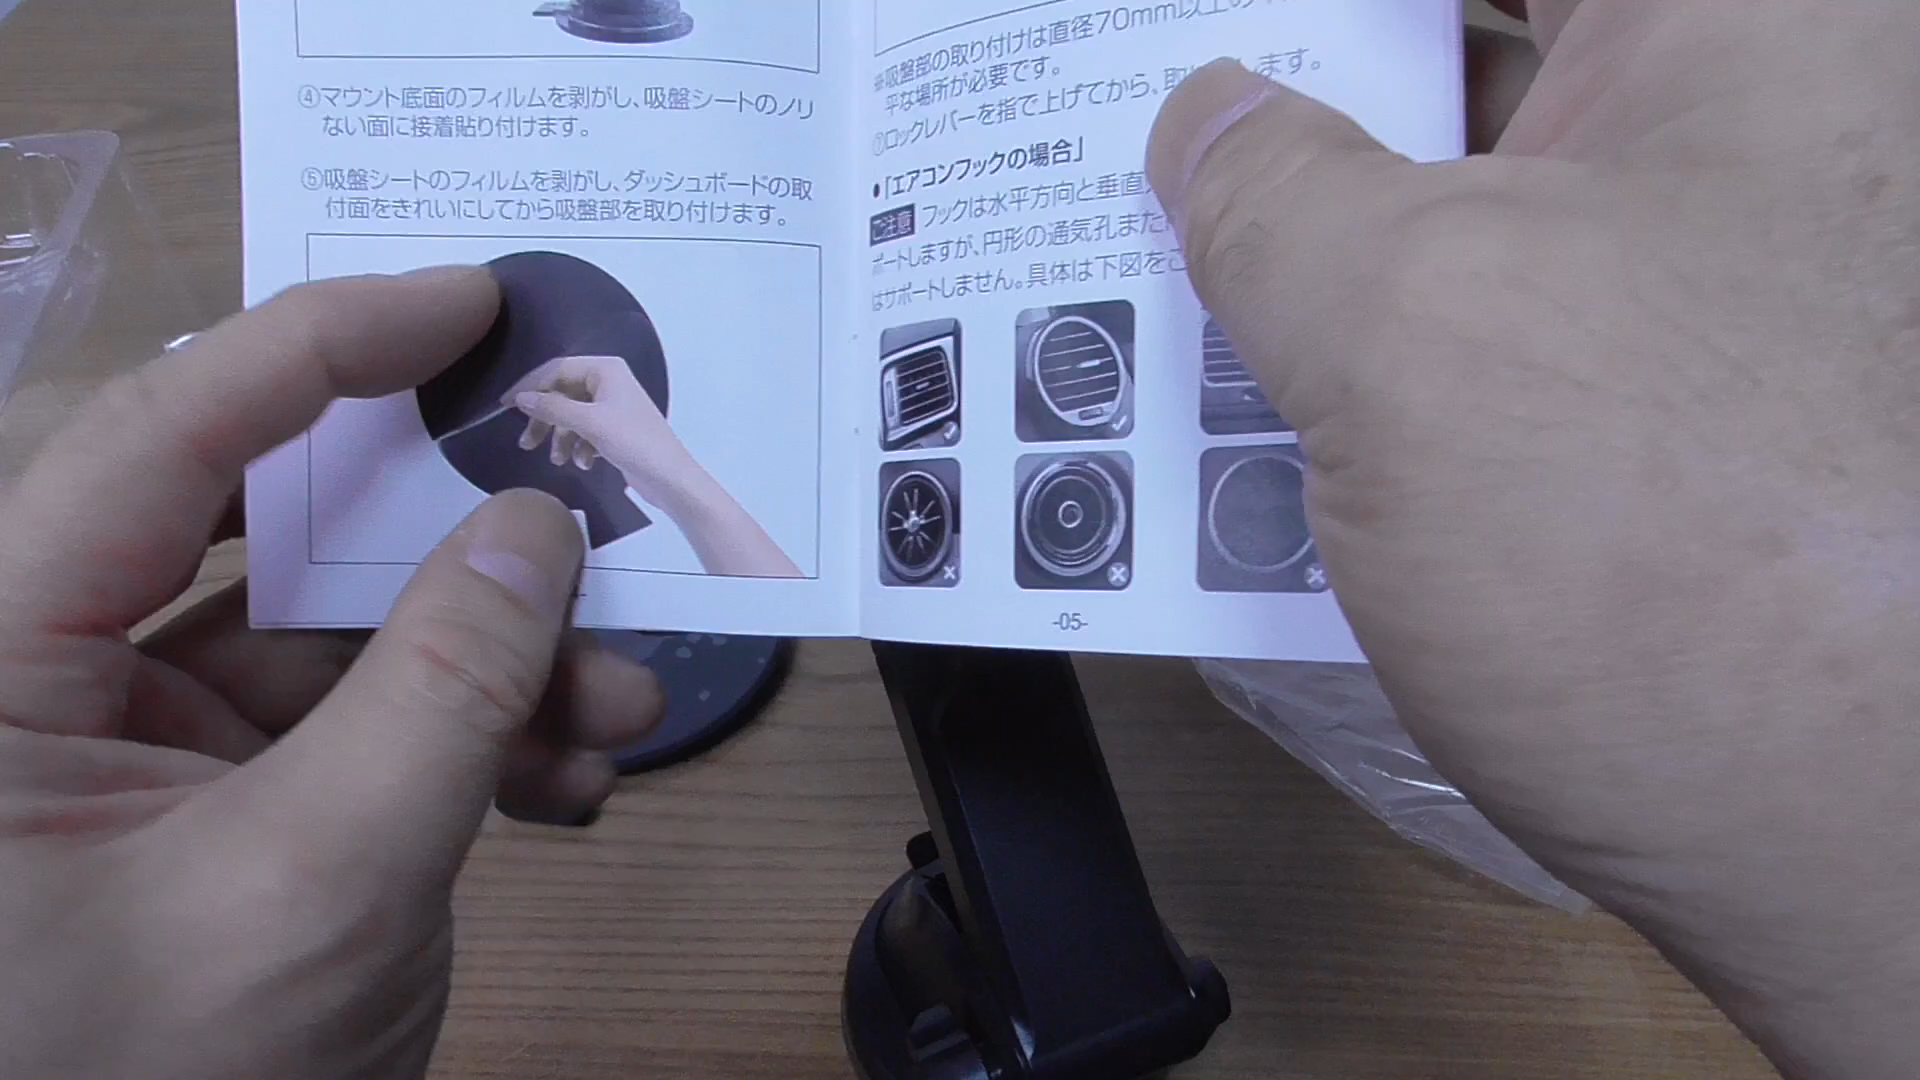 ④マウント底面のフィルムを剥がし、吸盤シートのノリ
ない面に接着貼り付けます。
⑤吸盤シートのフィルムを剥がし、ダッシュボードの取
付面をきれいにしてから吸盤部を取り付けます。
※吸盤部の取り付けは直径70mm以上の
平な場所が必要です。
⑦ロックレバーを指で上げてから、取 します。
●「エアコンフックの場合」
ご注意 フックは水平方向と垂直
ポートしますが、円形の通気孔また
はサポートしません。具体は下図をご
-05-